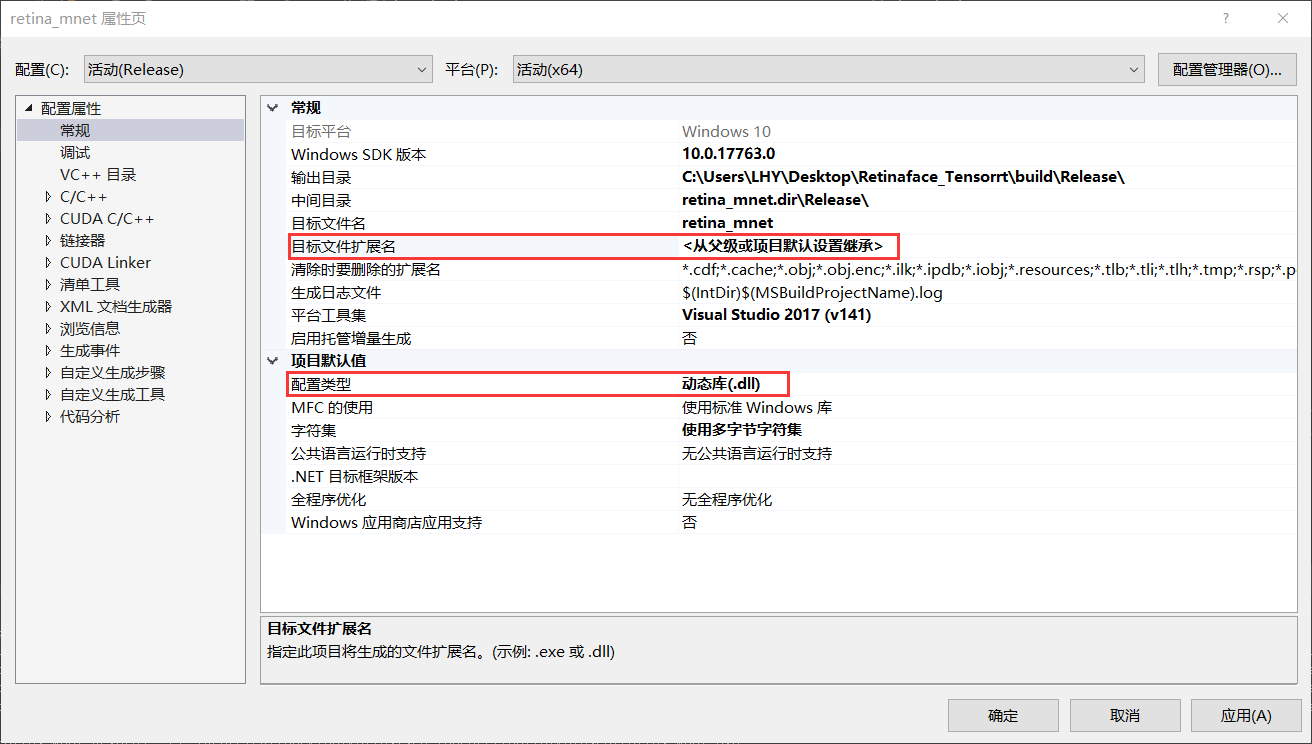 retina_mnet 属性页
配置(C): 活动(Release) 平台(P): 活动(x64) 配置管理器(O)...
配置属性
常规
调试
VC++ 目录
C/C++
CUDA C/C++
链接器
CUDA Linker
清单工具
XML 文档生成器
浏览信息
生成事件
自定义生成步骤
自定义生成工具
代码分析
常规
目标平台 Windows 10
Windows SDK 版本 10.0.17763.0
输出目录 C:\Users\LHY\Desktop\Retinaface_Tensorrt\build\Release\
中间目录 retina_mnet.dir\Release\
目标文件名 retina_mnet
目标文件扩展名 <从父级或项目默认设置继承>
清除时要删除的扩展名 *.cdf;*.cache;*.obj;*.obj.enc;*.ilk;*.ipdb;*.iobj;*.resources;*.tlb;*.tli;*.tlh;*.tmp;*.rsp;*.p
生成日志文件 $(IntDir)$(MSBuildProjectName).log
平台工具集 Visual Studio 2017 (v141)
启用托管增量生成 否
项目默认值
配置类型 动态库(.dll)
MFC 的使用 使用标准 Windows 库
字符集 使用多字节字符集
公共语言运行时支持 无公共语言运行时支持
.NET 目标框架版本
全程序优化 无全程序优化
Windows 应用商店应用支持 否
目标文件扩展名
指定此项目将生成的文件扩展名。(示例: .exe 或 .dll)
确定 取消 应用(A)